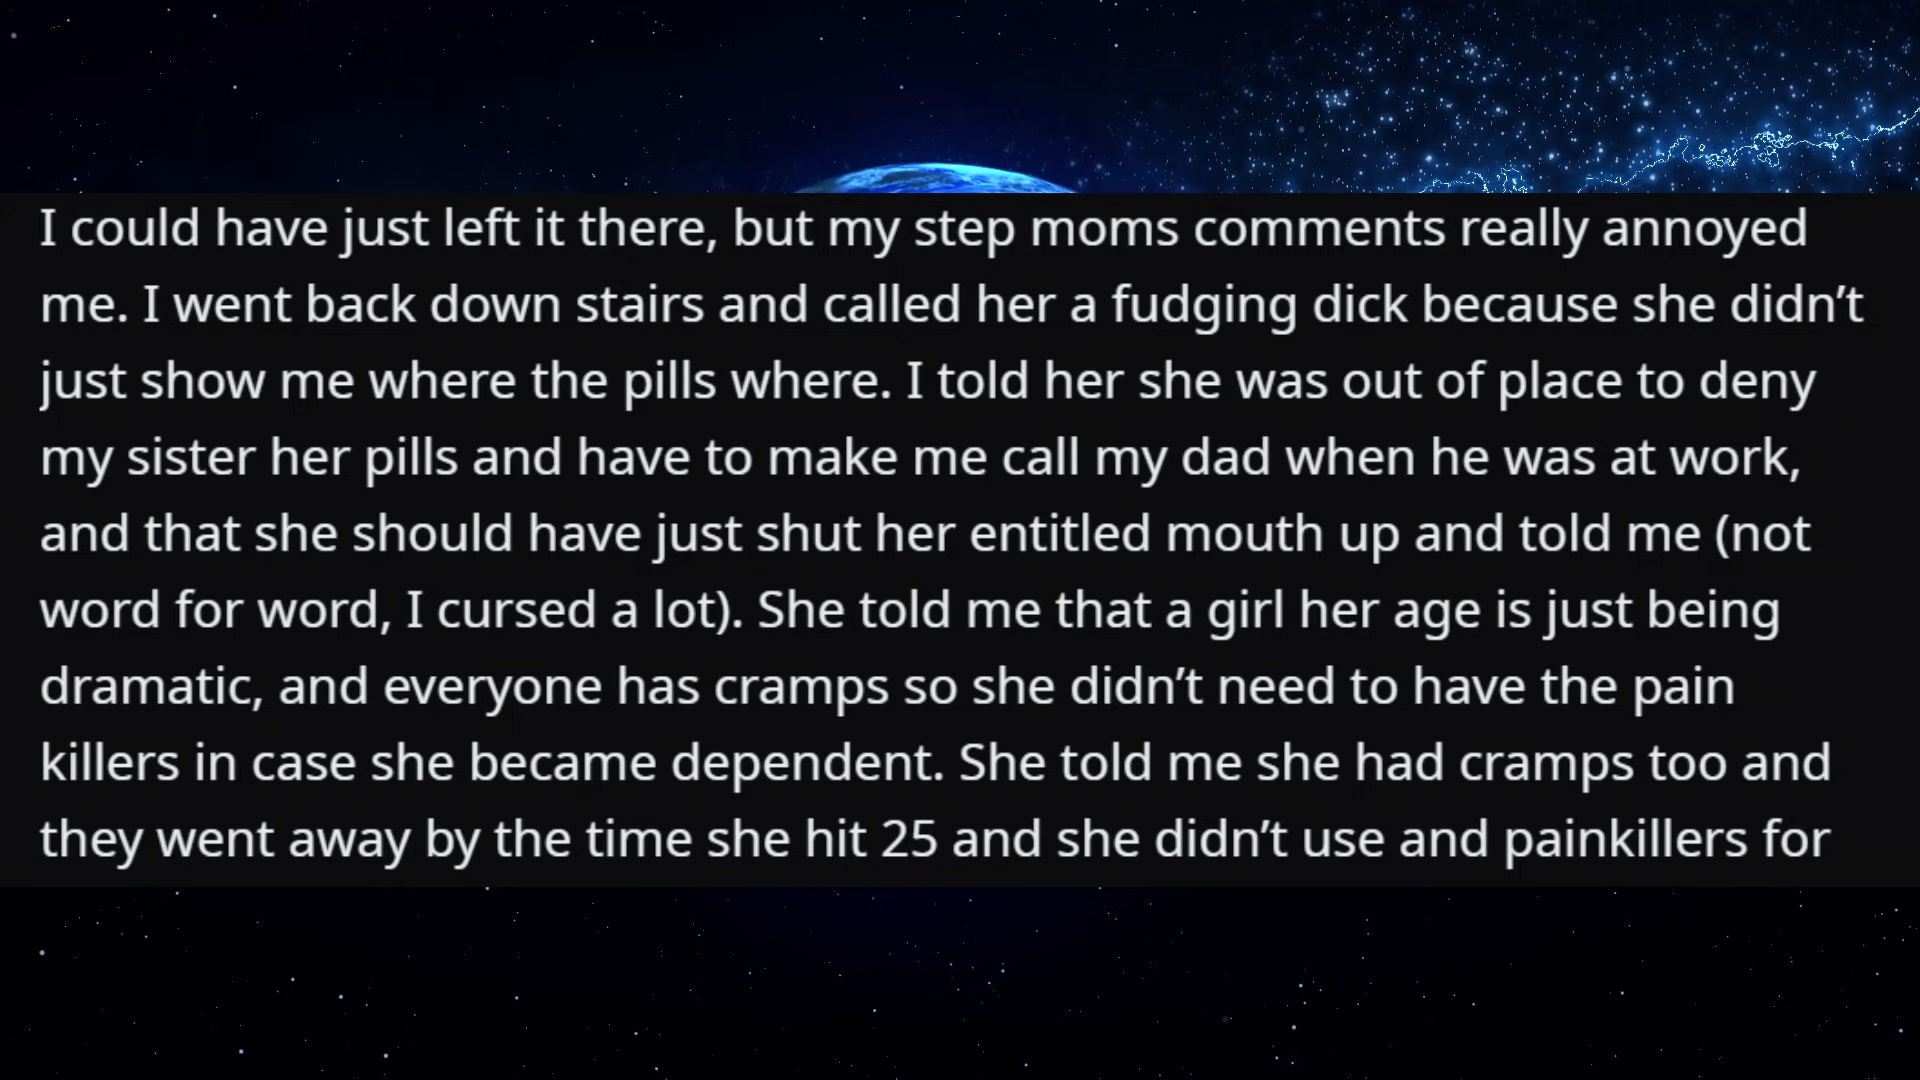 I could have just left it there, but my step moms comments really annoyed
me. I went back down stairs and called her a fudging dick because she didn’t
just show me where the pills where. I told her she was out of place to deny
my sister her pills and have to make me call my dad when he was at work,
and that she should have just shut her entitled mouth up and told me (not
word for word, I cursed a lot). She told me that a girl her age is just being
dramatic, and everyone has cramps so she didn’t need to have the pain
killers in case she became dependent. She told me she had cramps too and
they went away by the time she hit 25 and she didn’t use and painkillers for